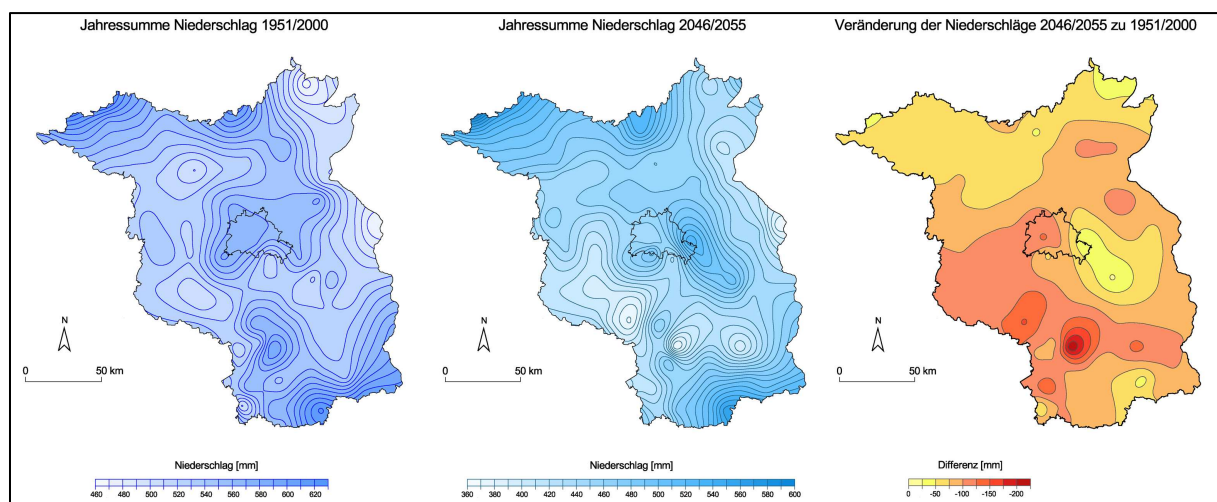 Jahressumme Niederschlag 1951/2000
Jahressumme Niederschlag 2046/2055
Veränderung der Niederschläge 2046/2055 zu 1951/2000
N
0 50 km
N
0 50 km
N
0 50 km
Niederschlag [mm]
460 480 500 520 540 560 580 600 620
Niederschlag [mm]
360 380 400 420 440 460 480 500 520 540 560 580 600
Differenz [mm]
0 -50 -100 -150 -200